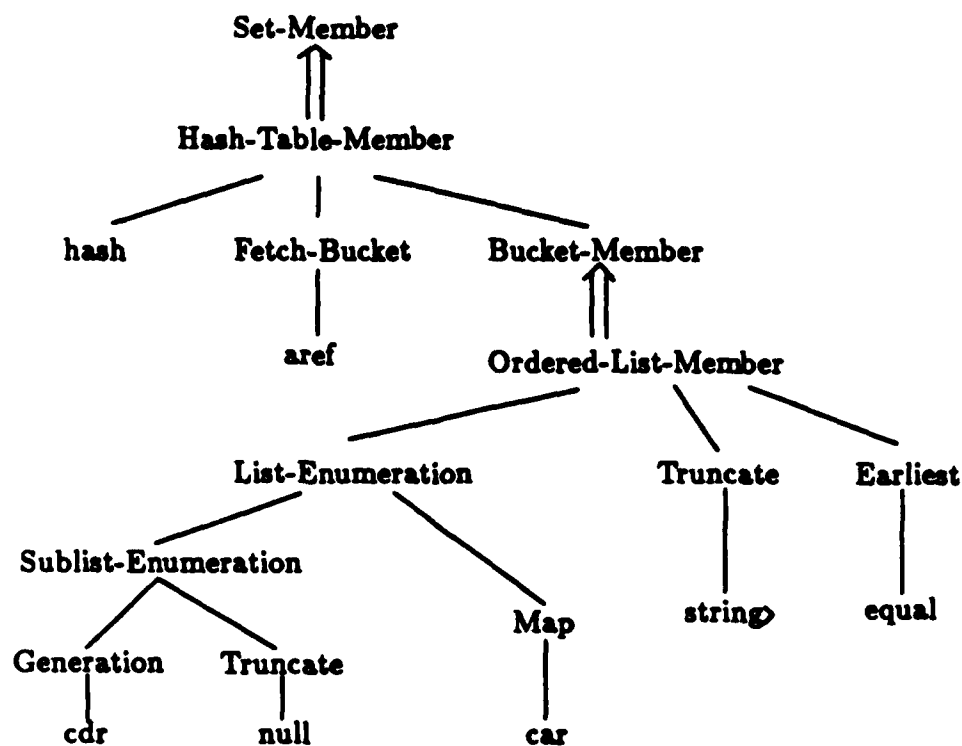 Set-Member
Hash-Table-Member
hash Fetch-Bucket Bucket-Member
aref Ordered-List-Member
List-Enumeration Truncate Earliest
Sublist-Enumeration
Map string> equal
Generation Truncate
cdr null car